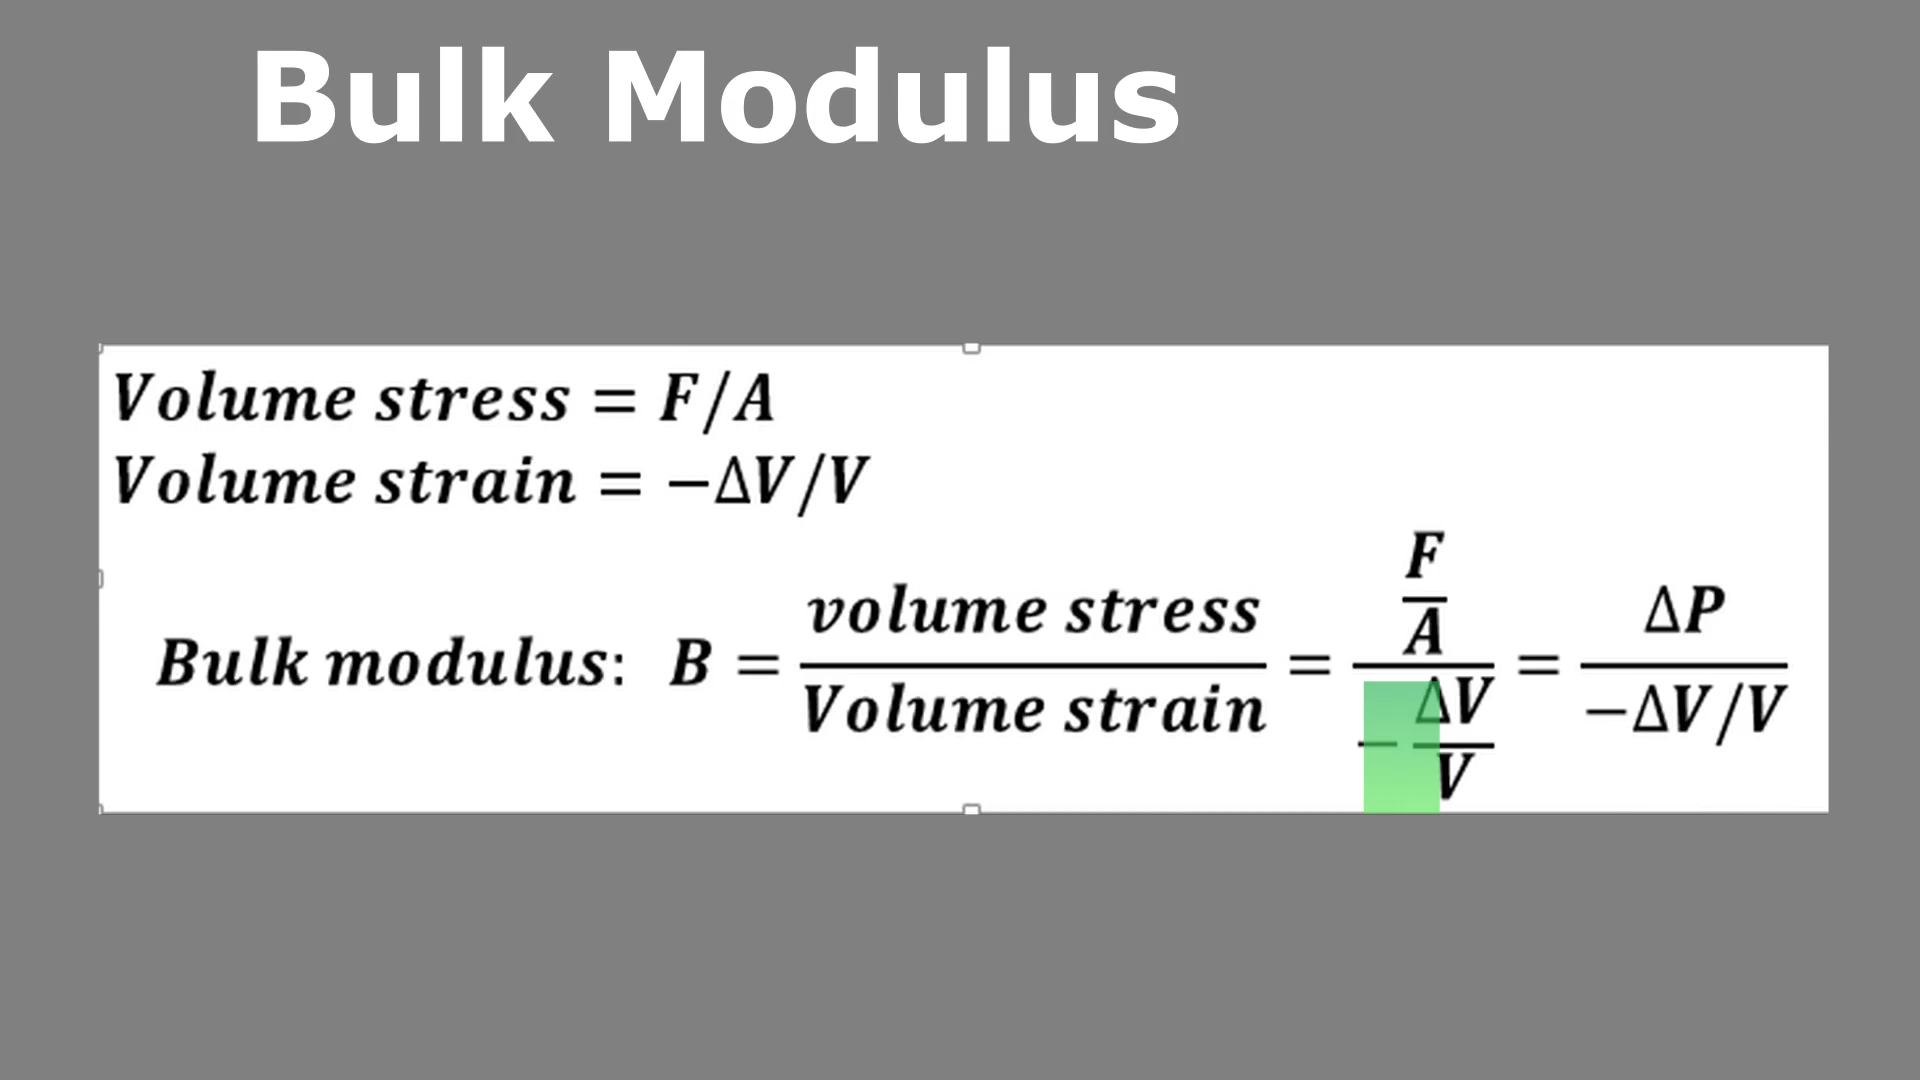 Bulk Modulus
Volume stress = F/A
Volume strain = −ΔV/V
Bulk modulus: B = volume stress / Volume strain = (F/A) / (−ΔV/V) = ΔP / (−ΔV/V)